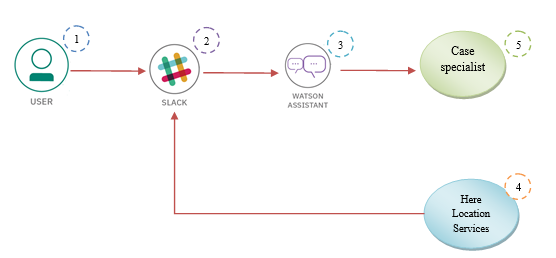 1
USER
2
SLACK
3
WATSON
ASSISTANT
5
Case
specialist
4
Here
Location
Services